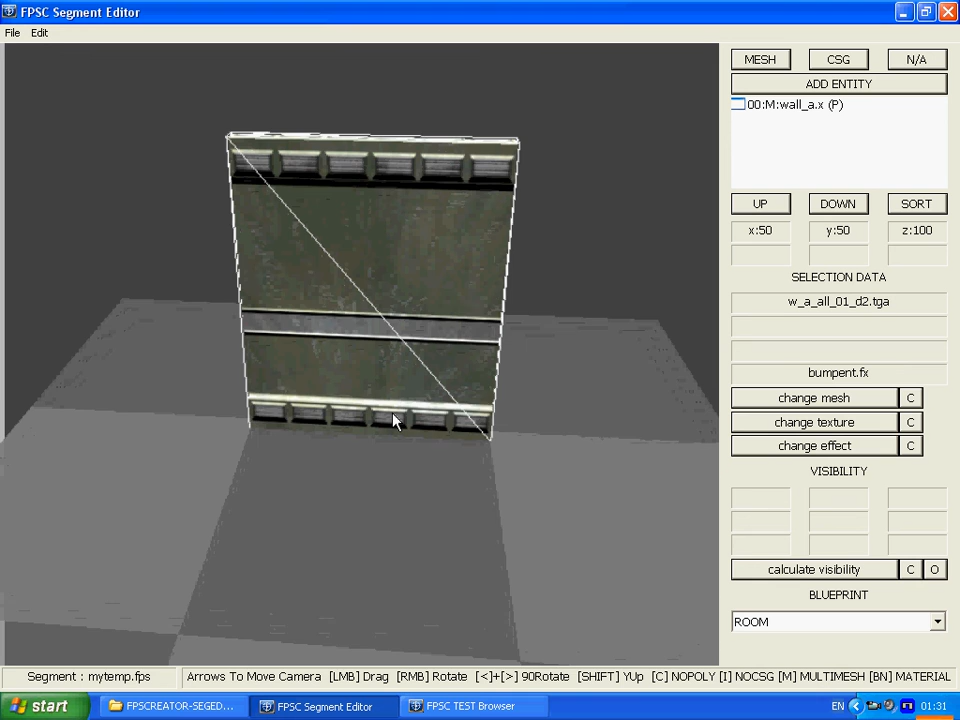 FPSC Segment Editor
File Edit
MESH CSG N/A
ADD ENTITY
00:M:wall_a.x (P)
UP DOWN SORT
x:50 y:50 z:100
SELECTION DATA
w_a_all_01_d2.tga
bumpent.fx
change mesh C
change texture C
change effect C
VISIBILITY
calculate visibility C O
BLUEPRINT
ROOM
Segment : mytemp.fps Arrows To Move Camera [LMB] Drag [RMB] Rotate [<]+[>] 90Rotate [SHIFT] YUp [C] NOPOLY [I] NOCSG [M] MULTIMESH [BN] MATERIAL
start FPSCREATOR-SEGED... FPSC Segment Editor FPSC TEST Browser EN 01:31